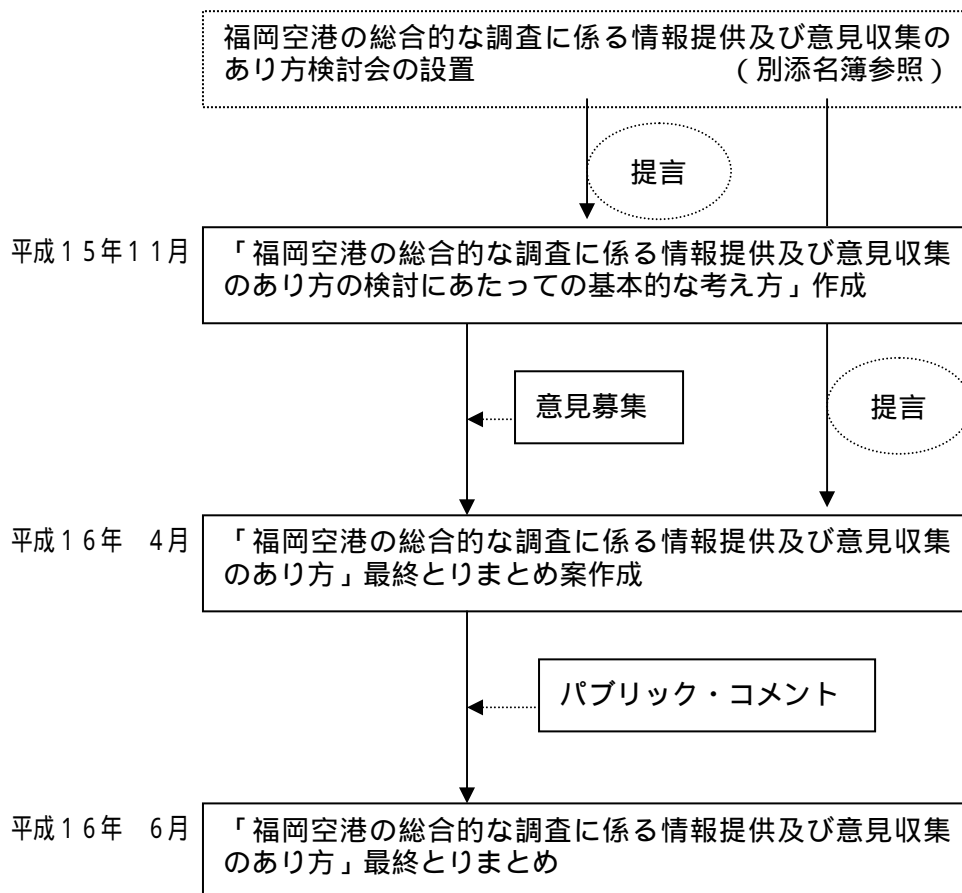 福岡空港の総合的な調査に係る情報提供及び意見収集の
あり方検討会の設置　　　　　　　　　　（別添名簿参照）
提言
平成１５年１１月
「福岡空港の総合的な調査に係る情報提供及び意見収集
のあり方の検討にあたっての基本的な考え方」作成
意見募集
提言
平成１６年　４月
「福岡空港の総合的な調査に係る情報提供及び意見収集
のあり方」最終とりまとめ案作成
パブリック・コメント
平成１６年　６月
「福岡空港の総合的な調査に係る情報提供及び意見収集
のあり方」最終とりまとめ